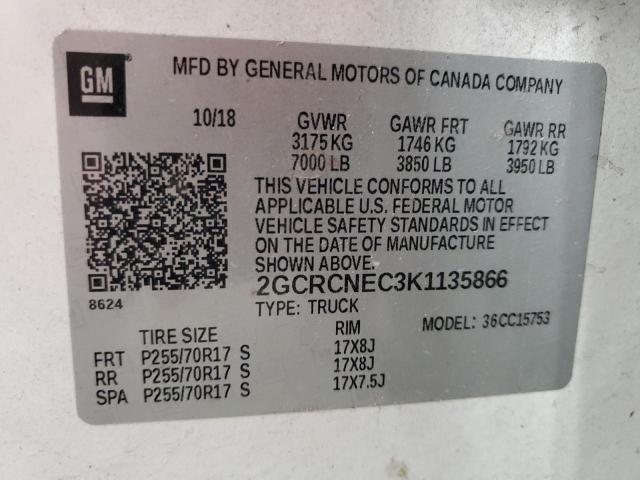 GM
MFD BY GENERAL MOTORS OF CANADA COMPANY
10/18 GVWR GAWR FRT GAWR RR
3175 KG 1746 KG 1792 KG
7000 LB 3850 LB 3950 LB
THIS VEHICLE CONFORMS TO ALL
APPLICABLE U.S. FEDERAL MOTOR
VEHICLE SAFETY STANDARDS IN EFFECT
ON THE DATE OF MANUFACTURE
SHOWN ABOVE.
2GCRCNEC3K1135866
8624
TYPE: TRUCK MODEL: 36CC15753
TIRE SIZE RIM
FRT P255/70R17 S 17X8J
RR P255/70R17 S 17X8J
SPA P255/70R17 S 17X7.5J